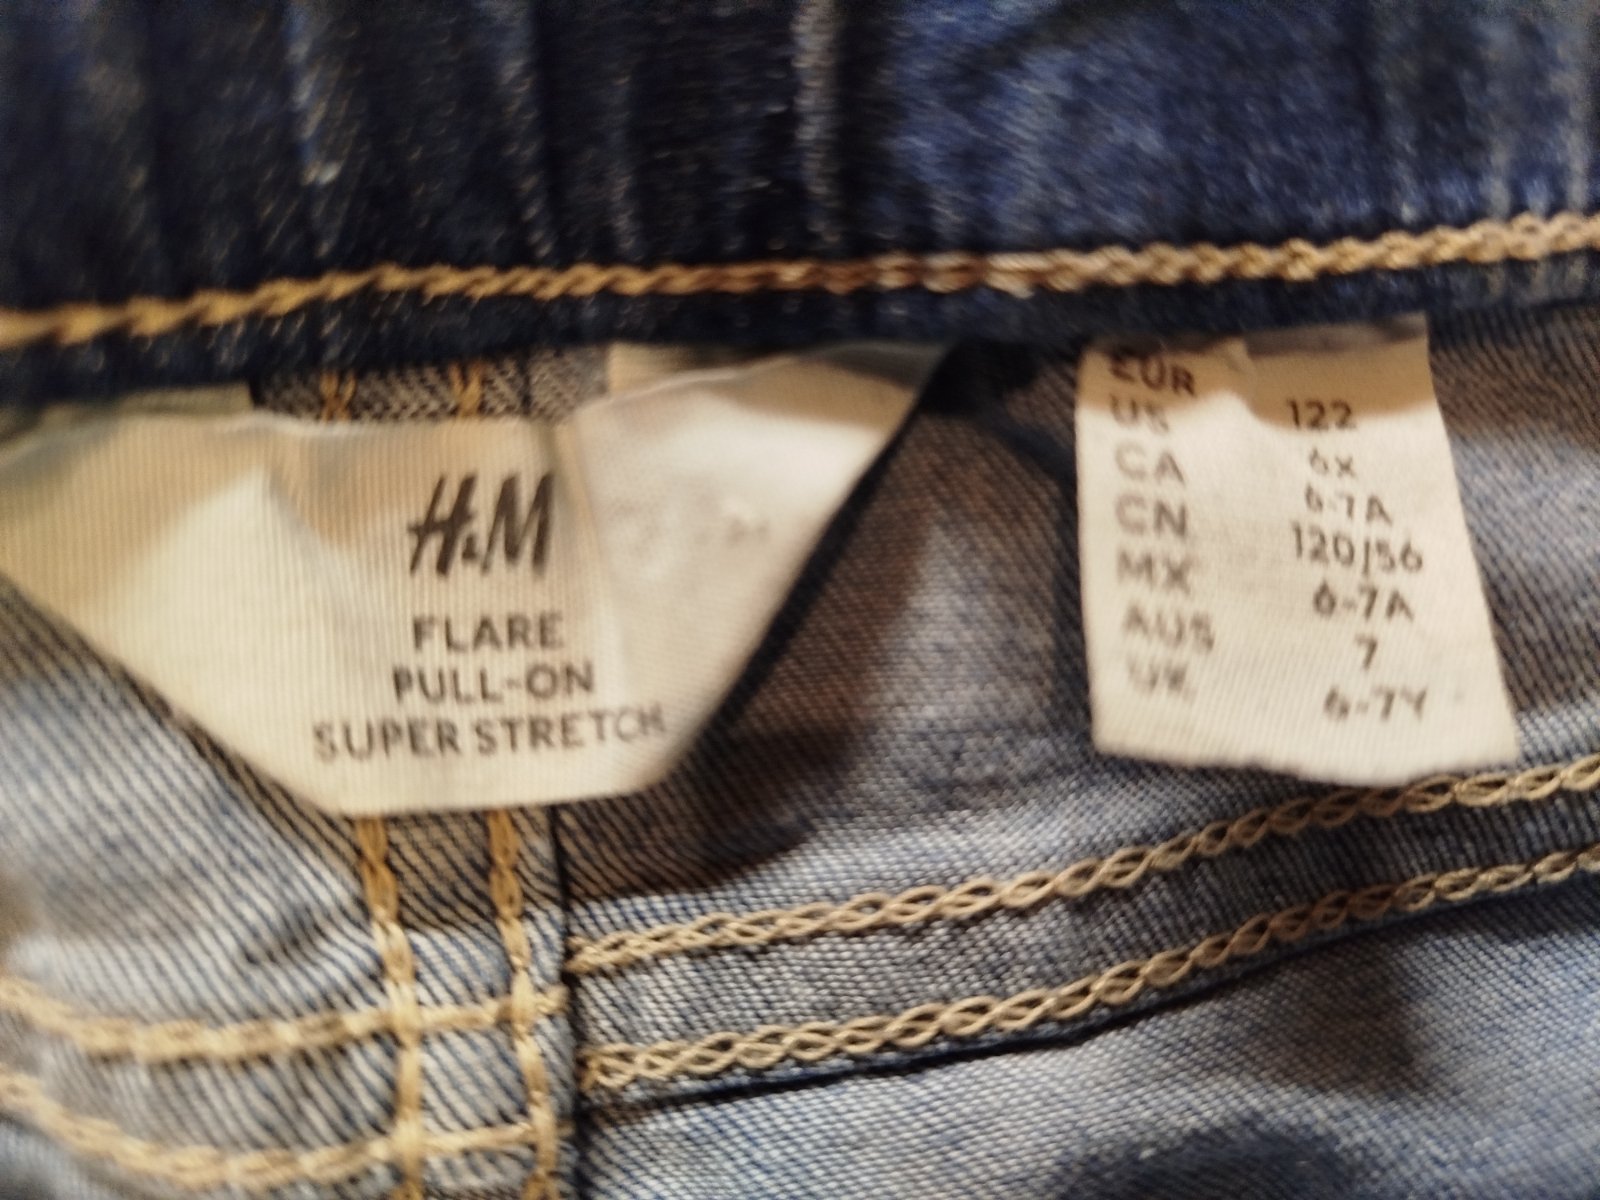 H&M
FLARE
PULL-ON
SUPER STRETCH
EUR 122
US 6X
CA 6-7A
CN 120/56
MX 6-7A
AUS 7
UK 6-7Y